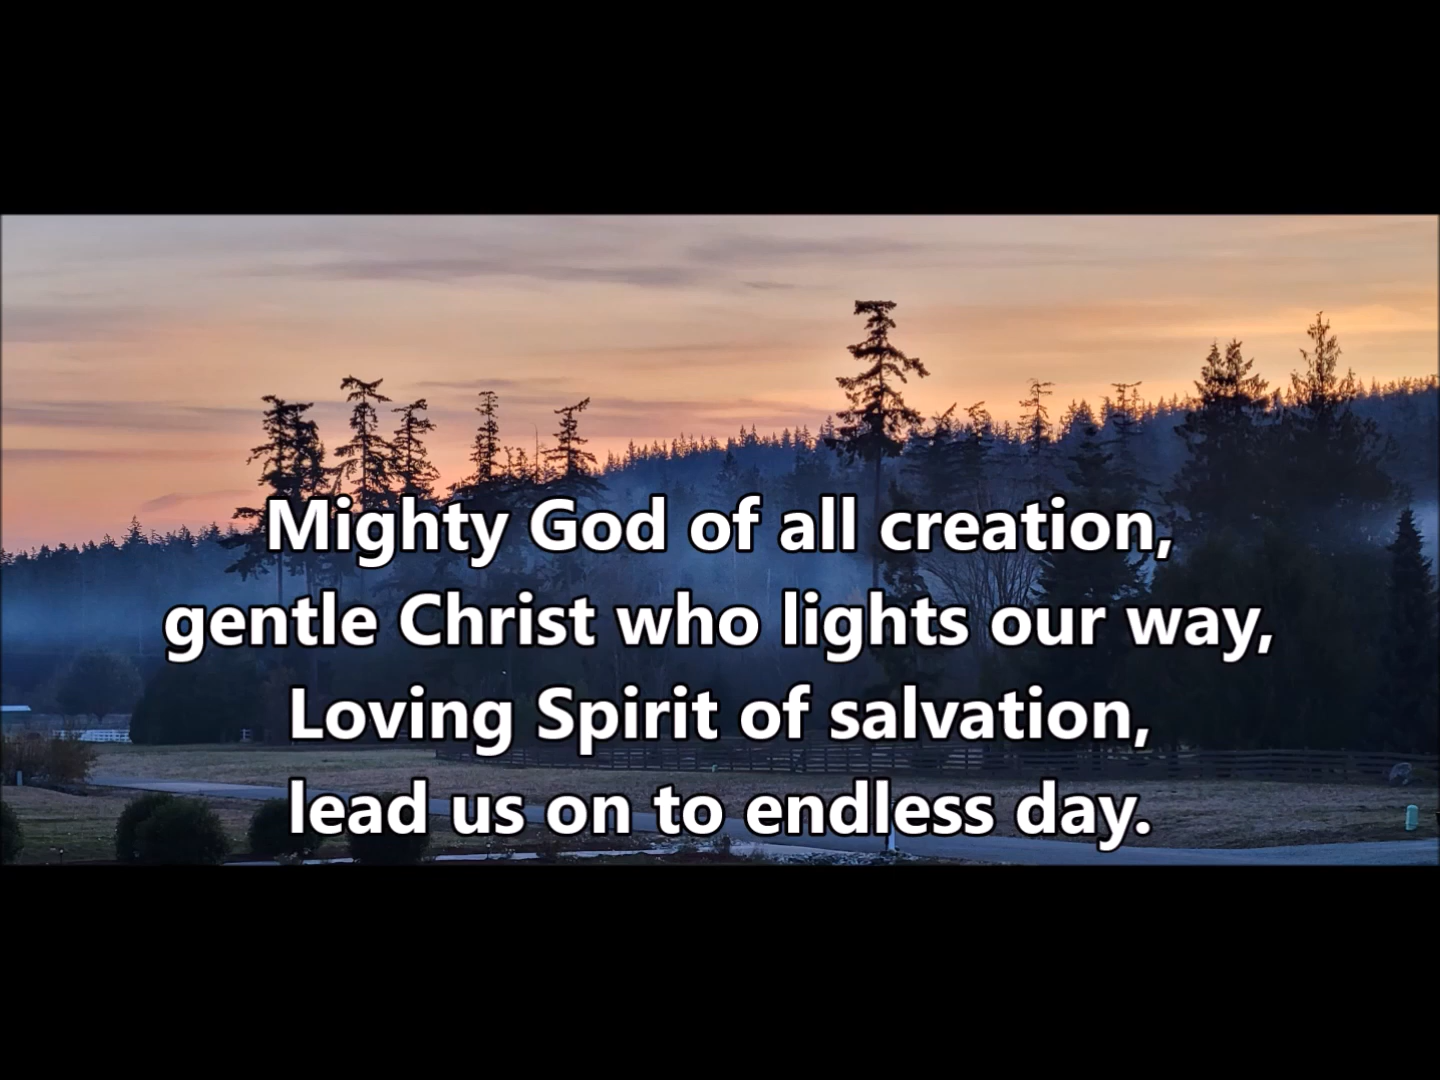 Mighty God of all creation,
gentle Christ who lights our way,
Loving Spirit of salvation,
lead us on to endless day.